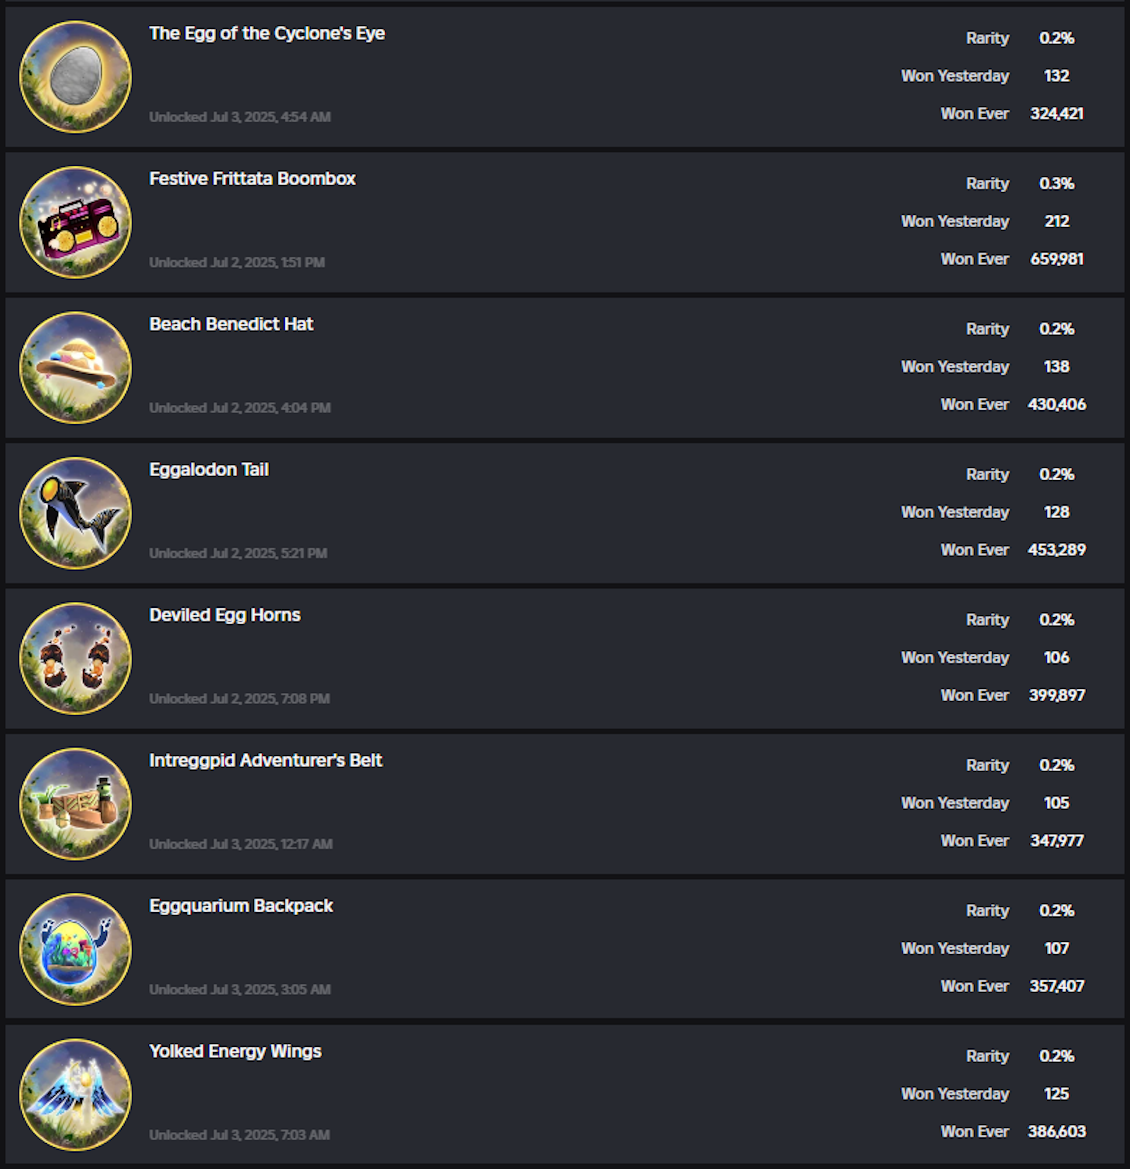 The Egg of the Cyclone's Eye
Rarity 0.2%
Won Yesterday 132
Unlocked Jul 3, 2025, 4:54 AM
Won Ever 324,421
Festive Frittata Boombox
Rarity 0.3%
Won Yesterday 212
Unlocked Jul 2, 2025, 1:51 PM
Won Ever 659,981
Beach Benedict Hat
Rarity 0.2%
Won Yesterday 138
Unlocked Jul 2, 2025, 4:04 PM
Won Ever 430,406
Eggalodon Tail
Rarity 0.2%
Won Yesterday 128
Unlocked Jul 2, 2025, 5:21 PM
Won Ever 453,289
Deviled Egg Horns
Rarity 0.2%
Won Yesterday 106
Unlocked Jul 2, 2025, 7:08 PM
Won Ever 399,897
Intreggpid Adventurer's Belt
Rarity 0.2%
Won Yesterday 105
Unlocked Jul 3, 2025, 12:17 AM
Won Ever 347,977
Eggquarium Backpack
Rarity 0.2%
Won Yesterday 107
Unlocked Jul 3, 2025, 3:05 AM
Won Ever 357,407
Yolked Energy Wings
Rarity 0.2%
Won Yesterday 125
Unlocked Jul 3, 2025, 7:03 AM
Won Ever 386,603